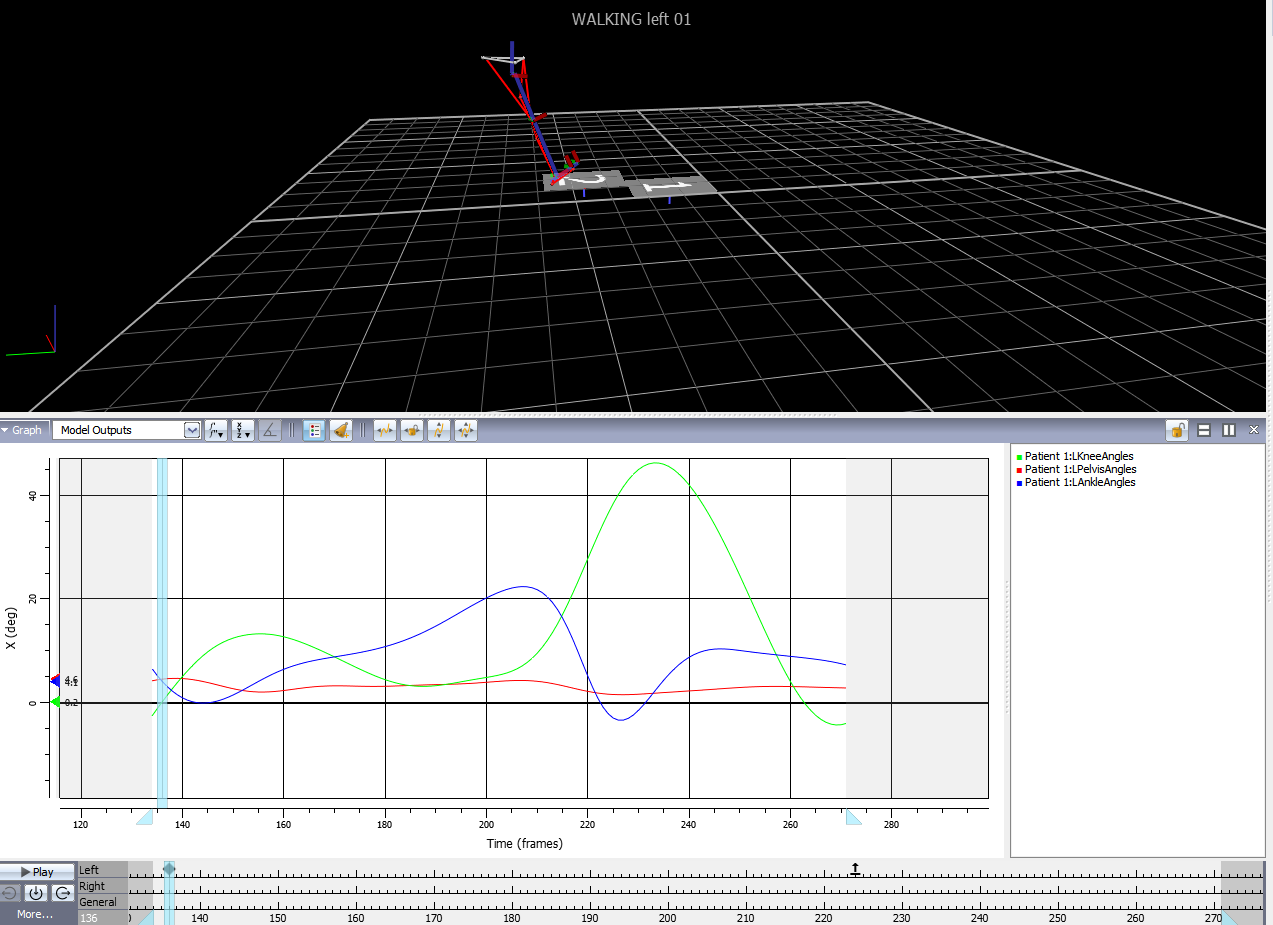 WALKING left 01
2 1
Graph Model Outputs
Patient 1:LKneeAngles
Patient 1:LPelvisAngles
Patient 1:LAnkleAngles
40
20
0
X (deg)
4.6
4.1
0.2
120 140 160 180 200 220 240 260 280
Time (frames)
Play
Left
Right
General
More...
136
140 150 160 170 180 190 200 210 220 230 240 250 260 270